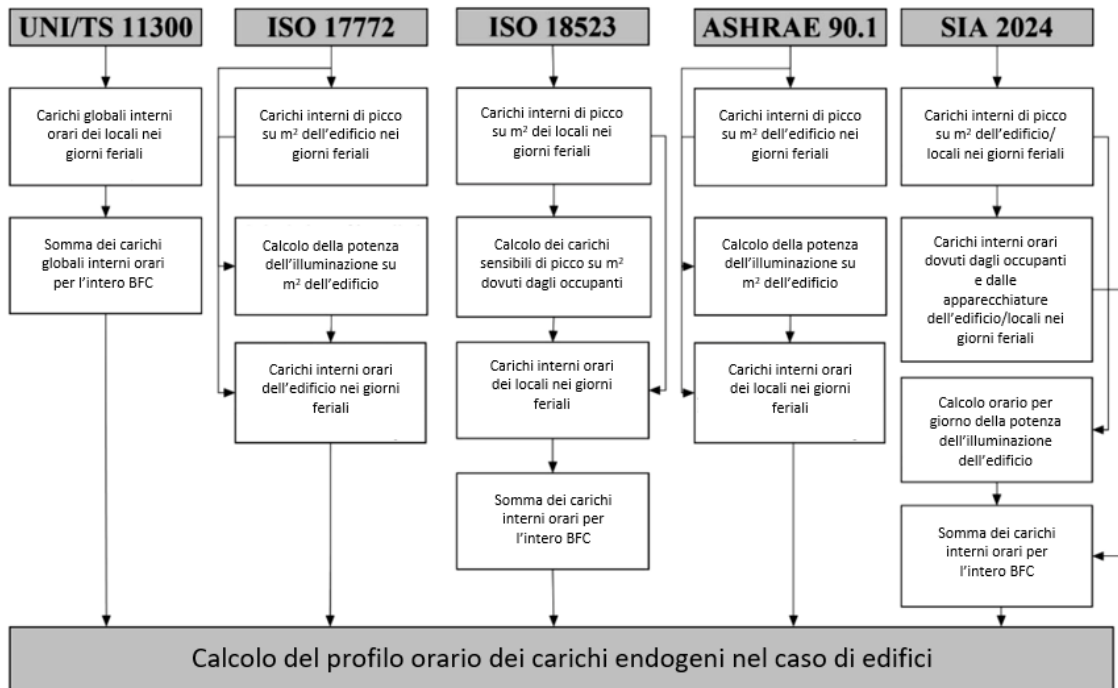 UNI/TS 11300
ISO 17772
ISO 18523
ASHRAE 90.1
SIA 2024
Carichi globali interni
orari dei locali nei
giorni feriali
Somma dei carichi
globali interni orari
per l'intero BFC
Carichi interni di picco
su m² dell'edificio nei
giorni feriali
Calcolo della potenza
dell'illuminazione su
m² dell'edificio
Carichi interni orari
dell'edificio nei giorni
feriali
Carichi interni di picco
su m² dei locali nei
giorni feriali
Calcolo dei carichi
sensibili di picco su m²
dovuti dagli occupanti
Carichi interni orari
dei locali nei giorni
feriali
Somma dei carichi
interni orari per
l'intero BFC
Carichi interni di picco
su m² dell'edificio nei
giorni feriali
Calcolo della potenza
dell'illuminazione su
m² dell'edificio
Carichi interni orari
dei locali nei giorni
feriali
Carichi interni di picco
su m² dell'edificio/
locali nei giorni feriali
Carichi interni orari
dovuti dagli occupanti
e dalle
apparecchiature
dell'edificio/locali nei
giorni feriali
Calcolo orario per
giorno della potenza
dell'illuminazione
dell'edificio
Somma dei carichi
interni orari per
l'intero BFC
Calcolo del profilo orario dei carichi endogeni nel caso di edifici